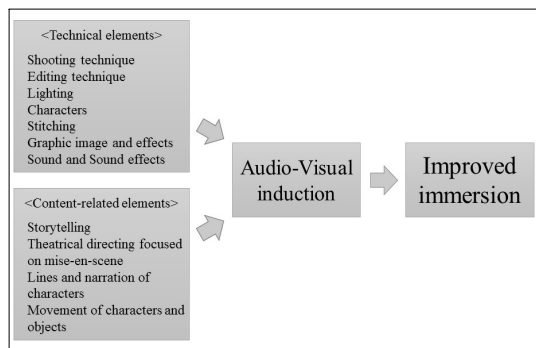 <Technical elements>
Shooting technique
Editing technique
Lighting
Characters
Stitching
Graphic image and effects
Sound and Sound effects
<Content-related elements>
Storytelling
Theatrical directing focused
on mise-en-scene
Lines and narration of
characters
Movement of characters and
objects
Audio-Visual
induction
Improved
immersion